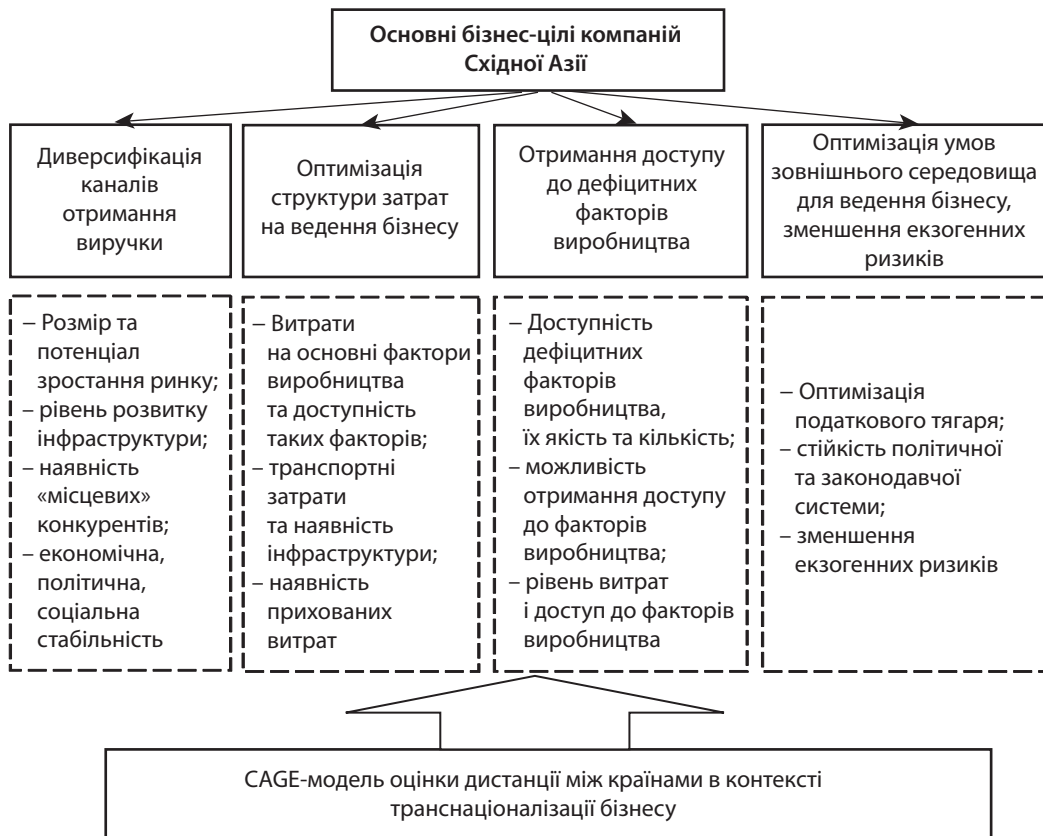 Основні бізнес-цілі компаній
Східної Азії
Диверсифікація
каналів
отримання
виручки
Оптимізація
структури затрат
на ведення бізнесу
Отримання доступу
до дефіцитних
факторів
виробництва
Оптимізація умов
зовнішнього середовища
для ведення бізнесу,
зменшення екзогенних
ризиків
– Розмір та
потенціал
зростання ринку;
– рівень розвитку
інфраструктури;
– наявність
«місцевих»
конкурентів;
– економічна,
політична,
соціальна
стабільність
– Витрати
на основні фактори
виробництва
та доступність
таких факторів;
– транспортні
затрати
та наявність
інфраструктури;
– наявність
прихованих
витрат
– Доступність
дефіцитних
факторів
виробництва,
їх якість та кількість;
– можливість
отримання доступу
до факторів
виробництва;
– рівень витрат
і доступ до факторів
виробництва
– Оптимізація
податкового тягаря;
– стійкість політичної
та законодавчої
системи;
– зменшення
екзогенних ризиків
CAGE-модель оцінки дистанції між країнами в контексті
транснаціоналізації бізнесу